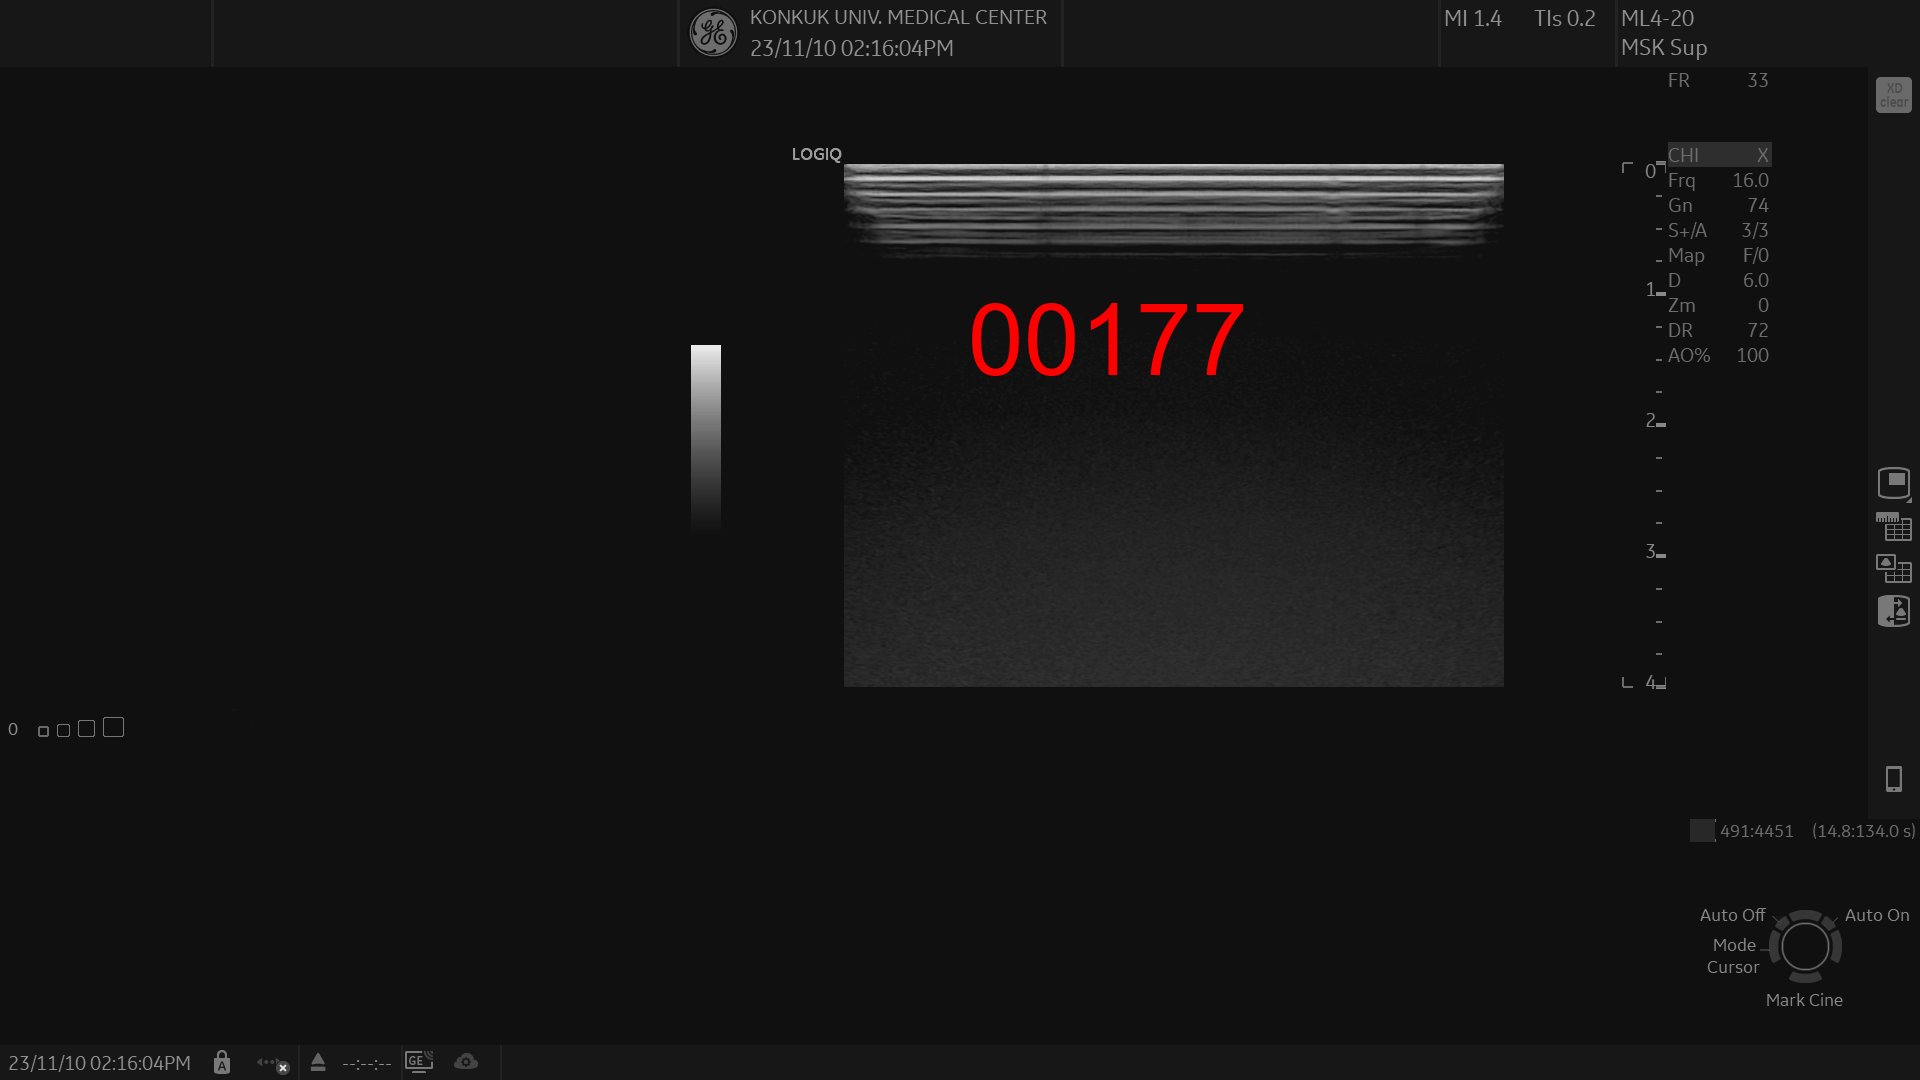 KONKUK UNIV. MEDICAL CENTER
23/11/10 02:16:04PM
MI 1.4 TIs 0.2
ML4-20
MSK Sup
FR 33
XD
clear
LOGIQ
CHI X
Frq 16.0
Gn 74
S+/A 3/3
Map F/0
D 6.0
Zm 0
DR 72
AO% 100
0
1
2
3
4
00177
0
491:4451 (14.8:134.0 s)
Auto Off
Auto On
Mode
Cursor
Mark Cine
23/11/10 02:16:04PM
A
--:--:--
GE